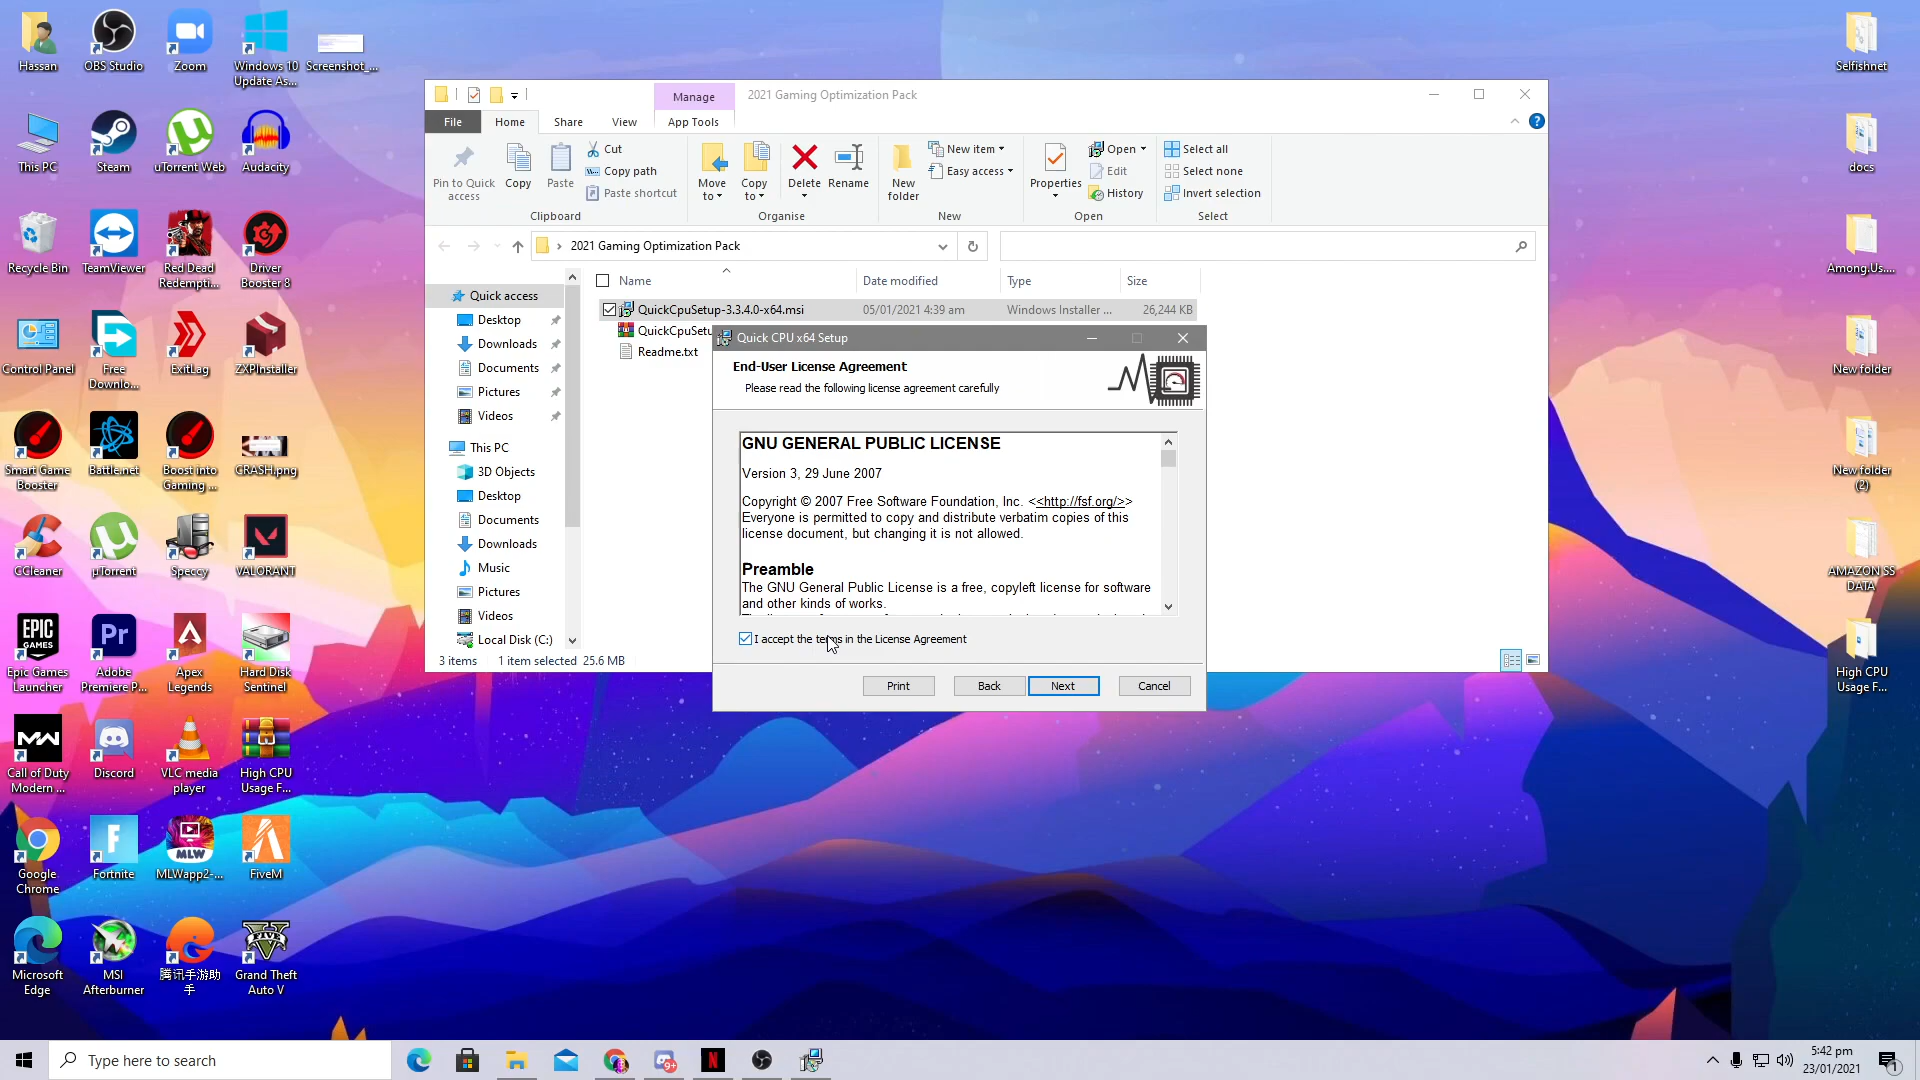 Hassan
OBS Studio
Zoom
Windows 10
Update As...
Screenshot_...
This PC
Steam
uTorrent Web
Audacity
Recycle Bin
TeamViewer
Red Dead
Redempti...
Driver
Booster 8
Control Panel
Free
Downlo...
ExitLag
ZXPInstaller
Smart Game
Booster
Battle.net
Boost into
Gaming ...
CRASH.png
CCleaner
µTorrent
Speccy
VALORANT
EPIC
GAMES
Epic Games
Launcher
Pr
Adobe
Premiere P...
Apex
Legends
Hard Disk
Sentinel
MW
Call of Duty
Modern ...
Discord
VLC media
player
High CPU
Usage F...
Google
Chrome
Fortnite
MLW
MLWapp2-...
FiveM
Microsoft
Edge
MSI
Afterburner
腾讯手游助
手
FIVE
Grand Theft
Auto V
Manage
2021 Gaming Optimization Pack
File
Home
Share
View
App Tools
Pin to Quick
access
Copy
Paste
Cut
Copy path
Paste shortcut
Clipboard
Move
to
Copy
to
Delete
Rename
Organise
New
folder
New item
Easy access
New
Properties
Open
Edit
History
Open
Select all
Select none
Invert selection
Select
2021 Gaming Optimization Pack
Quick access
Desktop
Downloads
Documents
Pictures
Videos
This PC
3D Objects
Desktop
Documents
Downloads
Music
Pictures
Videos
Local Disk (C:)
Name
Date modified
Type
Size
QuickCpuSetup-3.3.4.0-x64.msi
05/01/2021 4:39 am
Windows Installer ...
26,244 KB
QuickCpuSetu
Readme.txt
3 items
1 item selected 25.6 MB
Quick CPU x64 Setup
End-User License Agreement
Please read the following license agreement carefully
GNU GENERAL PUBLIC LICENSE
Version 3, 29 June 2007
Copyright © 2007 Free Software Foundation, Inc. <<http://fsf.org/>>
Everyone is permitted to copy and distribute verbatim copies of this
license document, but changing it is not allowed.
Preamble
The GNU General Public License is a free, copyleft license for software
and other kinds of works.
I accept the terms in the License Agreement
Print
Back
Next
Cancel
Selfishnet
docs
Among.Us....
New folder
New folder
(2)
AMAZON SS
DATA
High CPU
Usage F...
Type here to search
9+
N
5:42 pm
23/01/2021
1